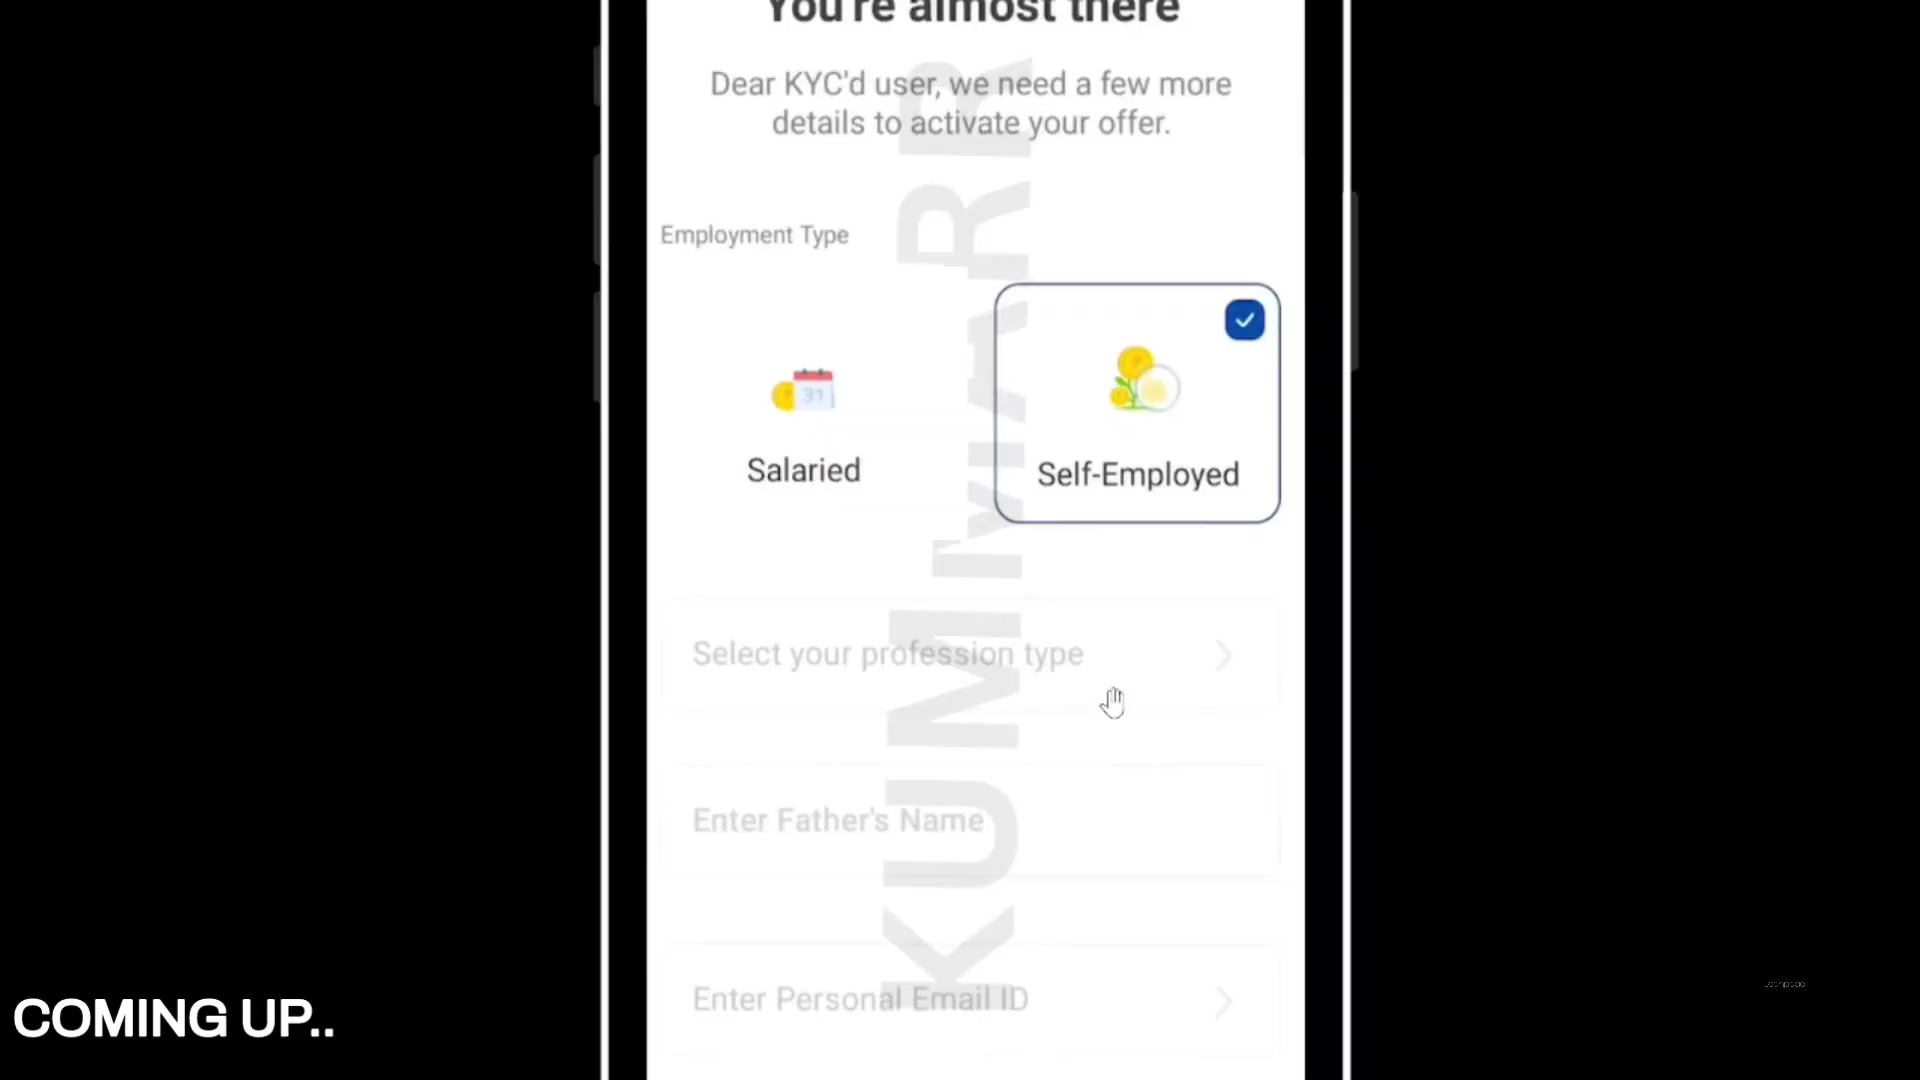 You're almost there
Dear KYC'd user, we need a few more
details to activate your offer.
Employment Type
31
Salaried
Self-Employed
Select your profession type
Enter Father's Name
Enter Personal Email ID
COMING UP..